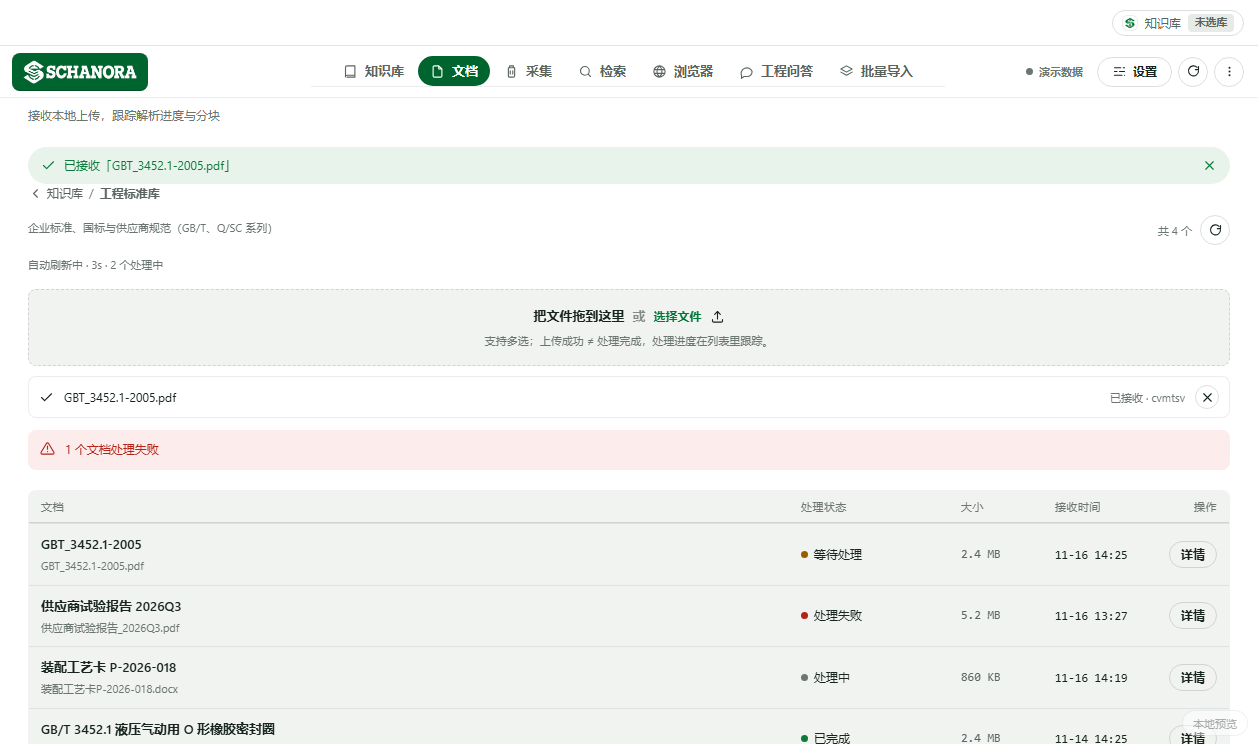 知识库 未选库
SCHANORA 知识库 文档 采集 检索 浏览器 工程问答 批量导入 演示数据 设置
接收本地上传，跟踪解析进度与分块
已接收「GBT_3452.1-2005.pdf」
知识库 / 工程标准库
企业标准、国标与供应商规范（GB/T、Q/SC 系列） 共 4 个
自动刷新中 · 3s · 2 个处理中
把文件拖到这里 或 选择文件
支持多选；上传成功 ≠ 处理完成，处理进度在列表里跟踪。
GBT_3452.1-2005.pdf 已接收 · cvmtsv
1 个文档处理失败
文档 处理状态 大小 接收时间 操作
GBT_3452.1-2005
GBT_3452.1-2005.pdf 等待处理 2.4 MB 11-16 14:25 详情
供应商试验报告 2026Q3
供应商试验报告_2026Q3.pdf 处理失败 5.2 MB 11-16 13:27 详情
装配工艺卡 P-2026-018
装配工艺卡P-2026-018.docx 处理中 860 KB 11-16 14:19 详情
GB/T 3452.1 液压气动用 O 形橡胶密封圈
已完成 2.4 MB 11-14 14:25 详情
本地预览